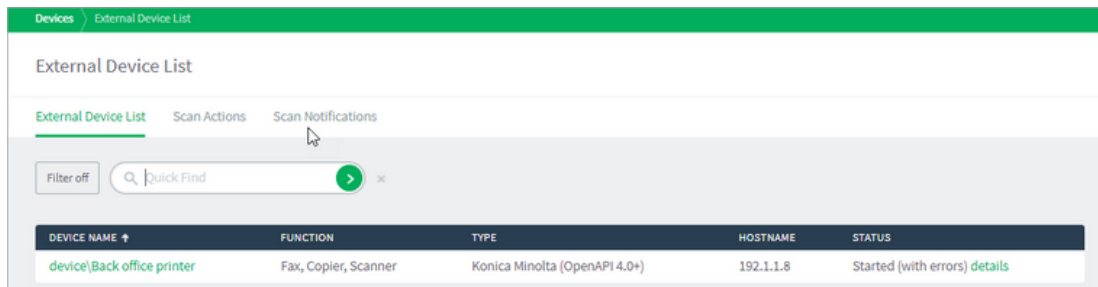 Devices External Device List
External Device List
External Device List Scan Actions Scan Notifications
Filter off Quick Find
DEVICE NAME FUNCTION TYPE HOSTNAME STATUS
device\Back office printer Fax, Copier, Scanner Konica Minolta (OpenAPI 4.0+) 192.1.1.8 Started (with errors) details